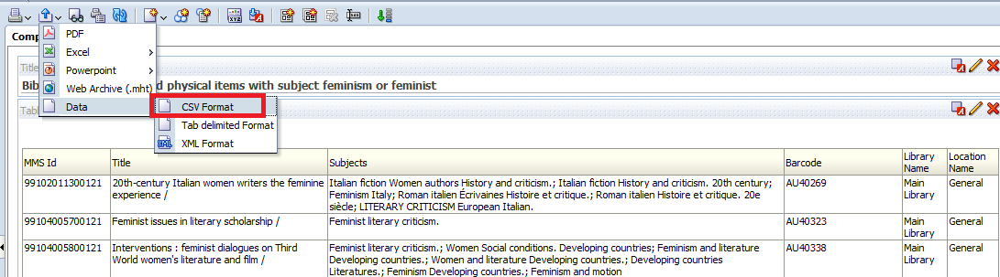 XYZ
PDF
Comp
Excel
Title
Powerpoint
Bib
d physical items with subject feminism or feminist
Web Archive (.mht)
Data
CSV Format
Tab
Tab delimited Format
XML
XML Format
MMS Id Title Subjects Barcode Library Name Location Name
99102011300121
20th-century Italian women writers the feminine
experience /
Italian fiction Women authors History and criticism.; Italian fiction History and criticism. 20th century;
Feminism Italy; Roman italien Écrivaines Histoire et critique.; Roman italien Histoire et critique. 20e
siècle; LITERARY CRITICISM European Italian.
AU40269
Main
Library
General
99104005700121
Feminist issues in literary scholarship /
Feminist literary criticism.
AU40323
Main
Library
General
99104005800121
Interventions : feminist dialogues on Third
World women's literature and film /
Feminist literary criticism.; Women Social conditions. Developing countries; Feminism and literature
Developing countries.; Women and literature Developing countries.; Developing countries
Literatures.; Feminism Developing countries.; Feminism and motion
AU40338
Main
Library
General